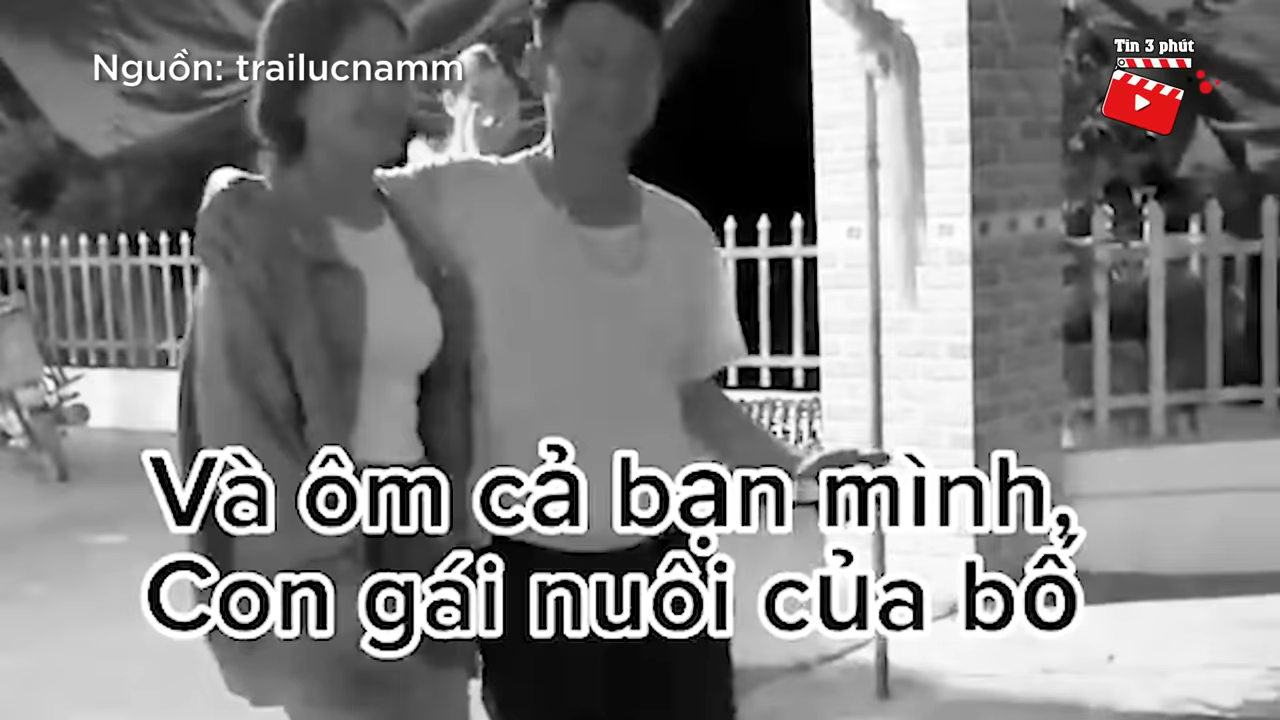 Nguồn: trailucnamm
Tin 3 phút
Và ôm cả bạn mình,
Con gái nuôi của bố